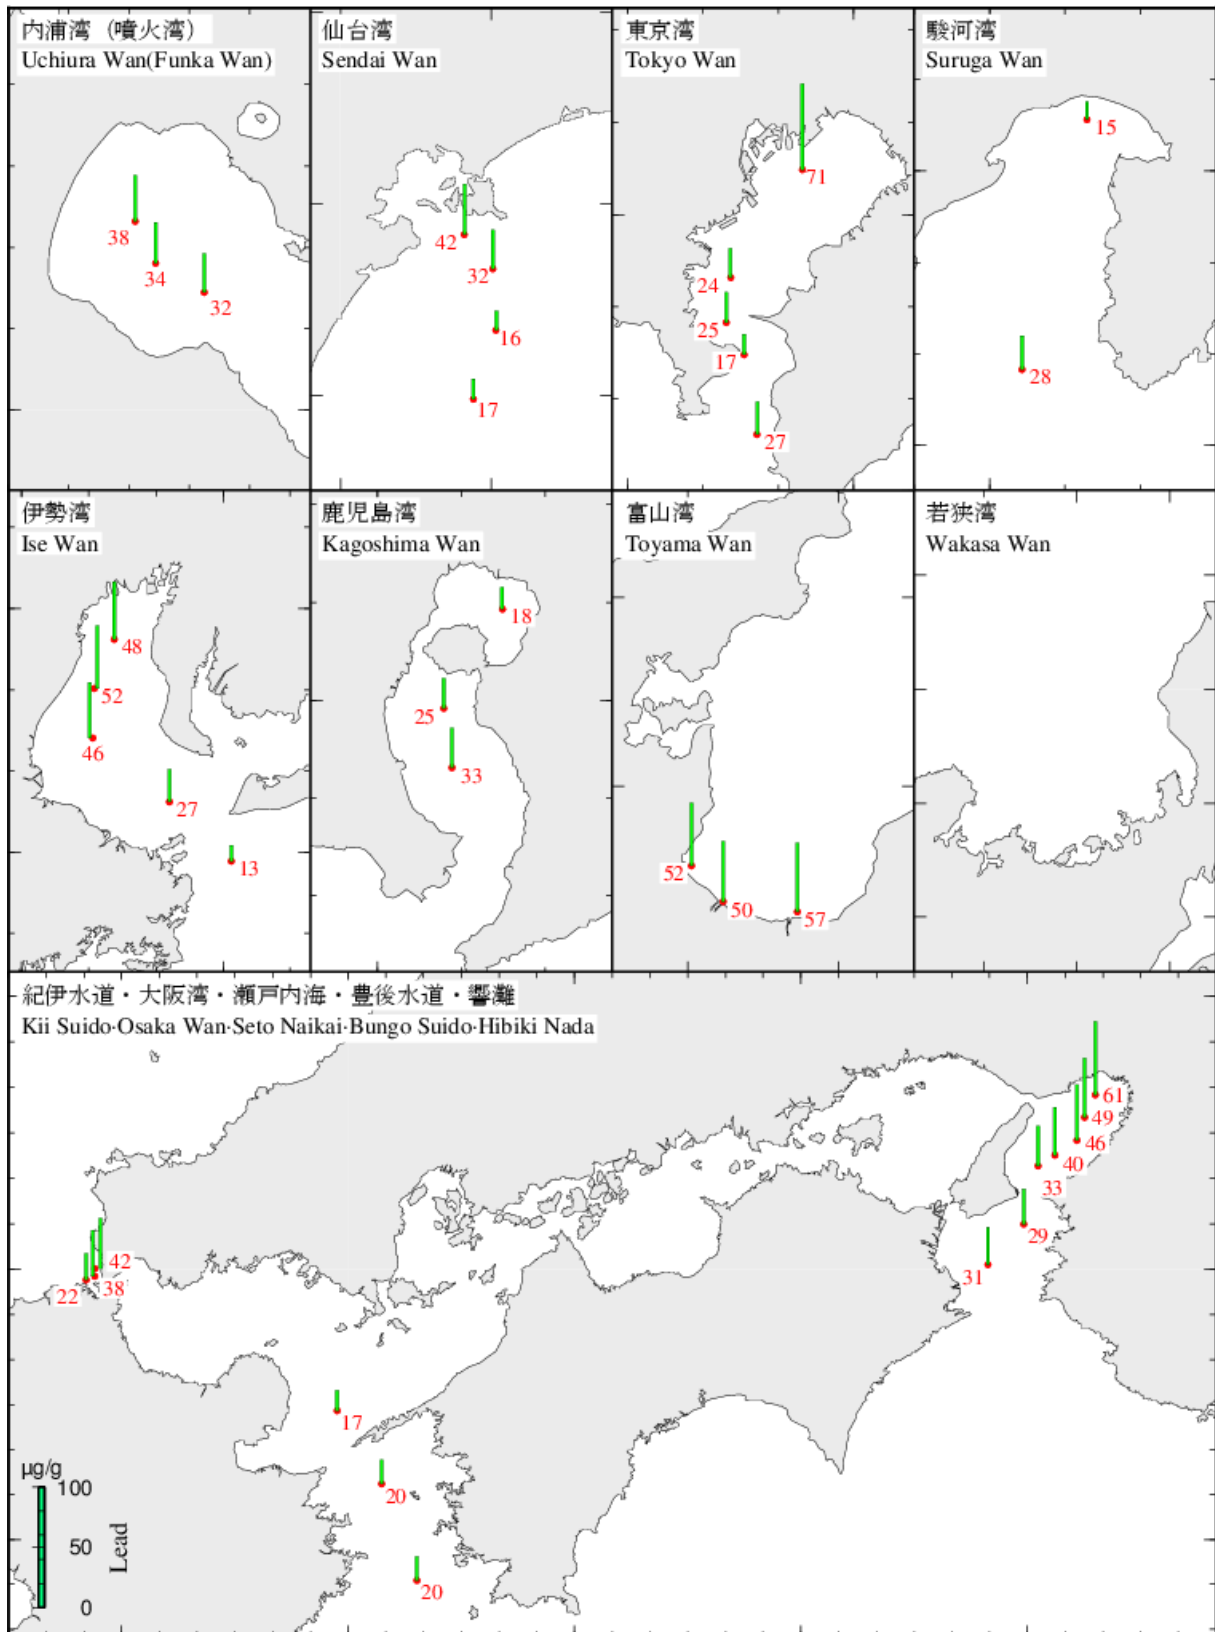 内浦湾（噴火湾）
Uchiura Wan(Funka Wan)
38
34
32
仙台湾
Sendai Wan
42
32
16
17
東京湾
Tokyo Wan
71
24
25
17
27
駿河湾
Suruga Wan
15
28
伊勢湾
Ise Wan
48
52
46
27
13
鹿児島湾
Kagoshima Wan
18
25
33
富山湾
Toyama Wan
52
50
57
若狭湾
Wakasa Wan
紀伊水道・大阪湾・瀬戸内海・豊後水道・響灘
Kii Suido·Osaka Wan·Seto Naikai·Bungo Suido·Hibiki Nada
61
49
46
40
33
29
31
42
38
22
17
20
20
µg/g
100
50
0
Lead